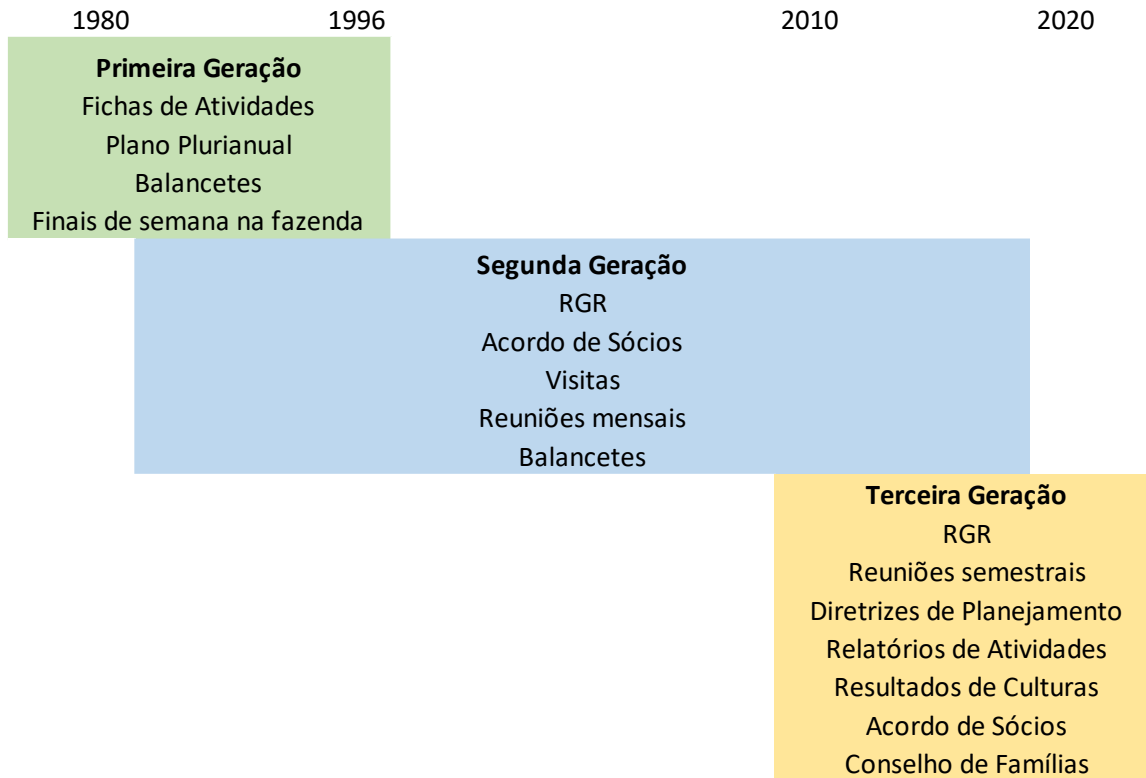 1980 1996 2010 2020
Primeira Geração
Fichas de Atividades
Plano Plurianual
Balancetes
Finais de semana na fazenda
Segunda Geração
RGR
Acordo de Sócios
Visitas
Reuniões mensais
Balancetes
Terceira Geração
RGR
Reuniões semestrais
Diretrizes de Planejamento
Relatórios de Atividades
Resultados de Culturas
Acordo de Sócios
Conselho de Famílias